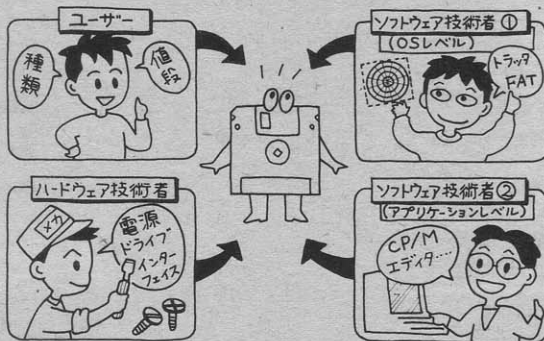 ユーザー
種類
値段
ソフトウェア技術者①
(OSレベル)
トラック
FAT
ハードウェア技術者
メカ
電源
ドライブ
インター
フェイス
ソフトウェア技術者②
(アプリケーションレベル)
CP/M
エディタ…